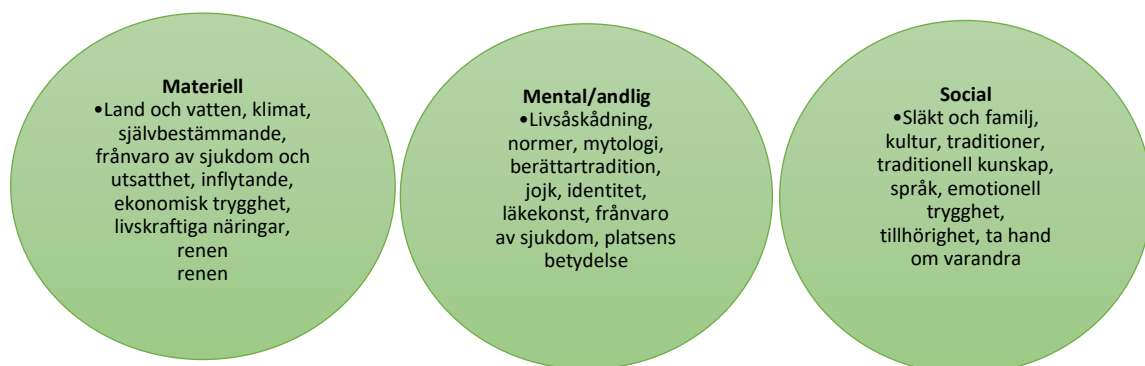 Materiell
•Land och vatten, klimat,
självbestämmande,
frånvaro av sjukdom och
utsatthet, inflytande,
ekonomisk trygghet,
livskraftiga näringar,
renen
renen
Mental/andlig
•Livsåskådning,
normer, mytologi,
berättartradition,
jojk, identitet,
läkekonst, frånvaro
av sjukdom, platsens
betydelse
Social
•Släkt och familj,
kultur, traditioner,
traditionell kunskap,
språk, emotionell
trygghet,
tillhörighet, ta hand
om varandra